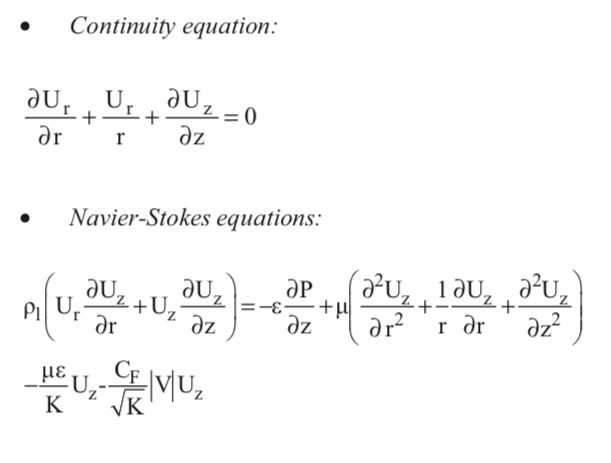 • Continuity equation:
∂U_r/∂r + U_r/r + ∂U_z/∂z = 0
• Navier-Stokes equations:
ρ_l(U_r ∂U_z/∂r + U_z ∂U_z/∂z) = -ε ∂P/∂z + μ(∂²U_z/∂r² + 1/r ∂U_z/∂r + ∂²U_z/∂z²)
- με/K U_z - C_F/√K |V|U_z